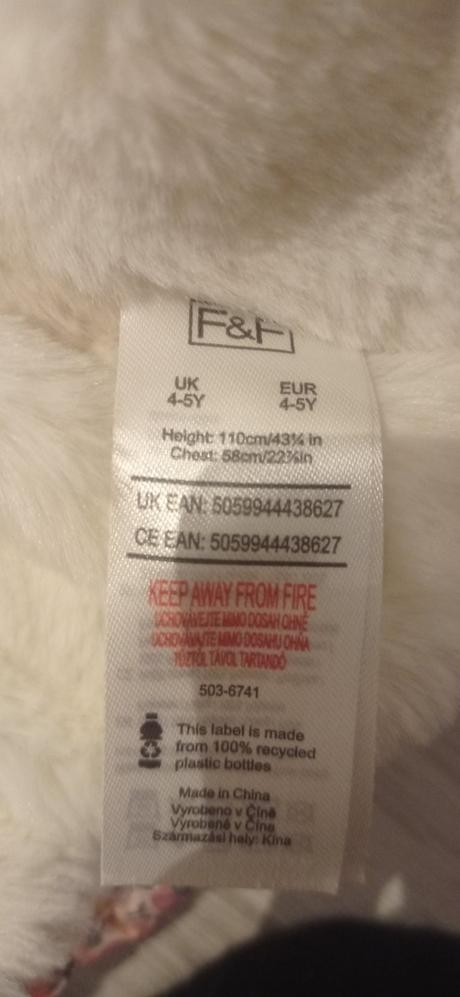 F&F
UK EUR
4-5Y 4-5Y
Height: 110cm/43¼ in
Chest: 58cm/22⅞in
UK EAN: 5059944438627
CE EAN: 5059944438627
KEEP AWAY FROM FIRE
UCHOVÁVEJTE MIMO DOSAH OHNĚ
UCHOVÁVAJTE MIMO DOSAHU OHŇA
TŰZTŐL TÁVOL TARTANDÓ
503-6741
This label is made
from 100% recycled
plastic bottles
Made in China
Vyrobeno v Číně
Vyrobené v Číne
Származási hely: Kína